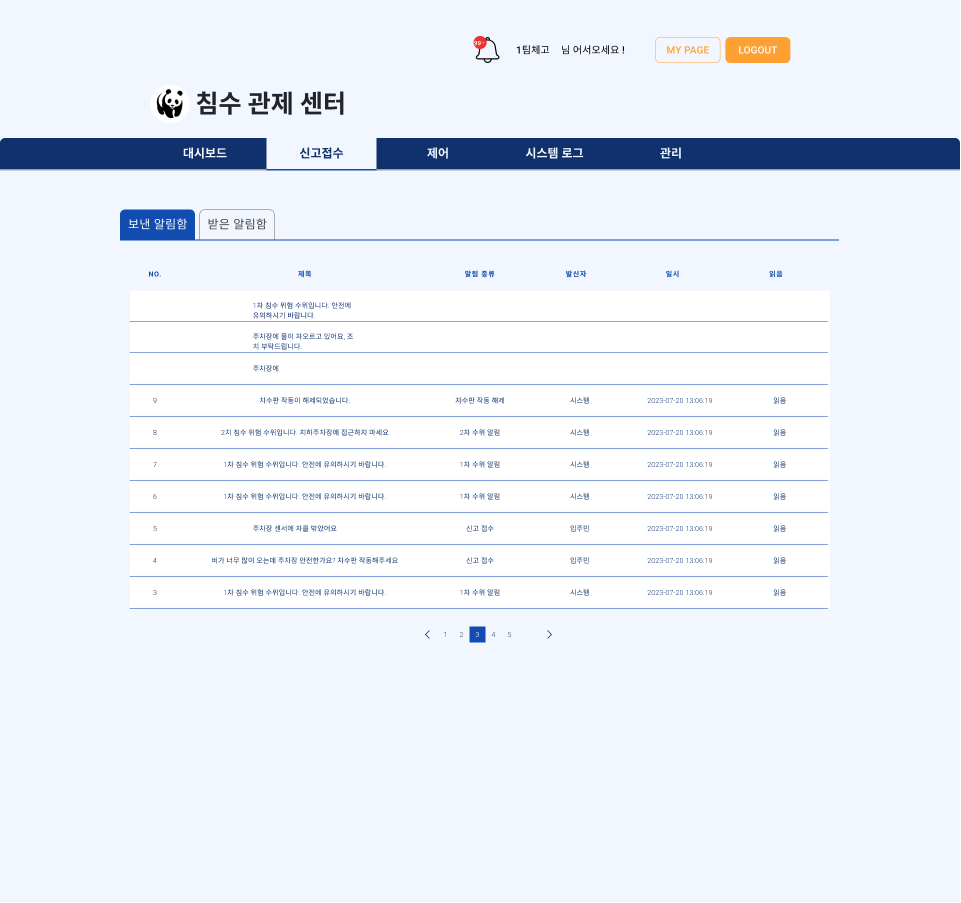 99+
1팀체고 님 어서오세요 !
MY PAGE
LOGOUT
침수 관제 센터
대시보드 신고접수 제어 시스템 로그 관리
보낸 알림함 받은 알림함
NO. 제목 알림 종류 발신자 일시 읽음
1차 침수 위험 수위입니다. 안전에
유의하시기 바랍니다.
주차장에 물이 차오르고 있어요, 조
치 부탁드립니다.
주차장에
9 차수판 작동이 해제되었습니다. 차수판 작동 해제 시스템 2023-07-20 13:06:19 읽음
8 2치 침수 위험 수위입니다. 지하주차장에 접근하지 마세요 2차 수위 알림 시스템 2023-07-20 13:06:19 읽음
7 1차 침수 위험 수위입니다. 안전에 유의하시기 바랍니다. 1차 수위 알림 시스템 2023-07-20 13:06:19 읽음
6 1차 침수 위험 수위입니다. 안전에 유의하시기 바랍니다. 1차 수위 알림 시스템 2023-07-20 13:06:19 읽음
5 주차장 센서에 차를 박았어요 신고 접수 입주민 2023-07-20 13:06:19 읽음
4 비가 너무 많이 오는데 주차장 안전한가요? 차수판 작동해주세요 신고 접수 입주민 2023-07-20 13:06:19 읽음
3 1차 침수 위험 수위입니다. 안전에 유의하시기 바랍니다. 1차 수위 알림 시스템 2023-07-20 13:06:19 읽음
1 2 3 4 5